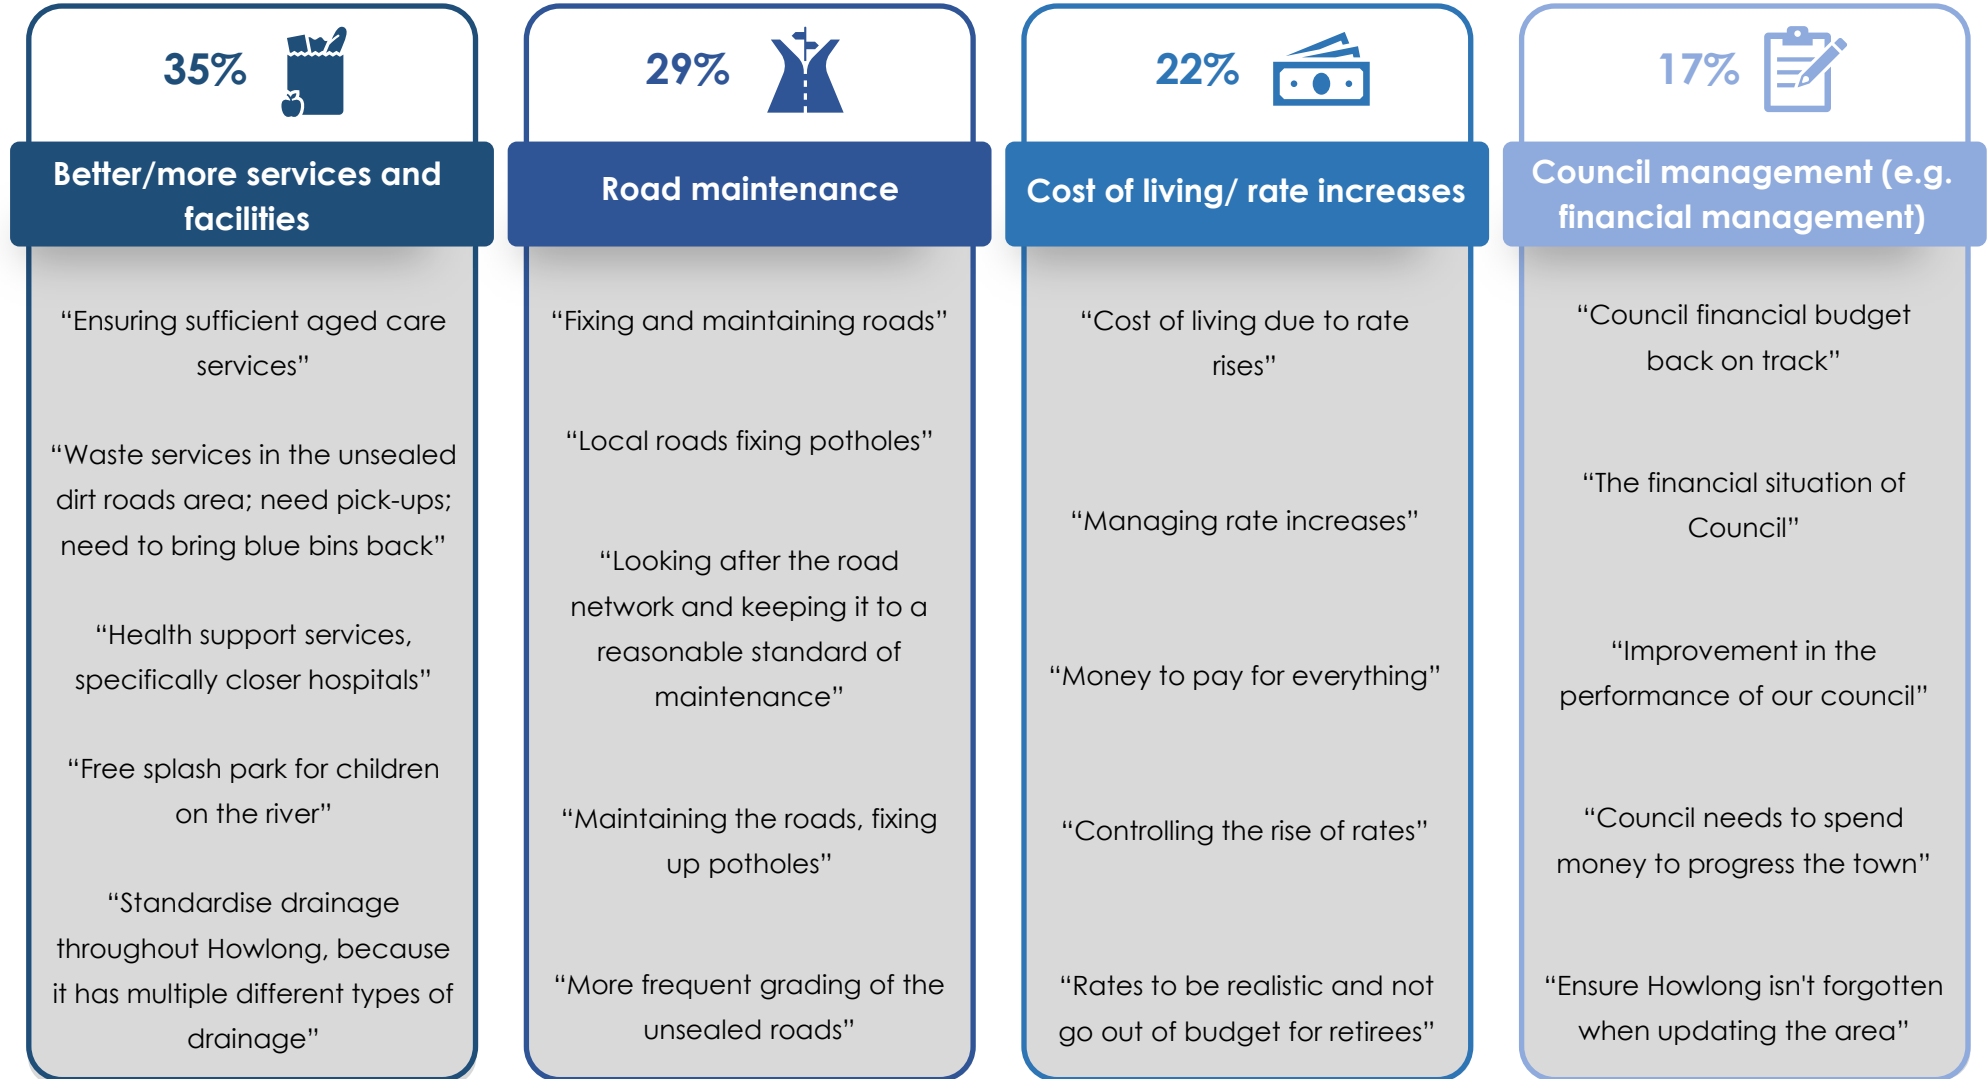 35%
Better/more services and
facilities
“Ensuring sufficient aged care
services”
“Waste services in the unsealed
dirt roads area; need pick-ups;
need to bring blue bins back”
“Health support services,
specifically closer hospitals”
“Free splash park for children
on the river”
“Standardise drainage
throughout Howlong, because
it has multiple different types of
drainage”
29%
Road maintenance
“Fixing and maintaining roads”
“Local roads fixing potholes”
“Looking after the road
network and keeping it to a
reasonable standard of
maintenance”
“Maintaining the roads, fixing
up potholes”
“More frequent grading of the
unsealed roads”
22%
Cost of living/ rate increases
“Cost of living due to rate
rises”
“Managing rate increases”
“Money to pay for everything”
“Controlling the rise of rates”
“Rates to be realistic and not
go out of budget for retirees”
17%
Council management (e.g.
financial management)
“Council financial budget
back on track”
“The financial situation of
Council”
“Improvement in the
performance of our council”
“Council needs to spend
money to progress the town”
“Ensure Howlong isn't forgotten
when updating the area”